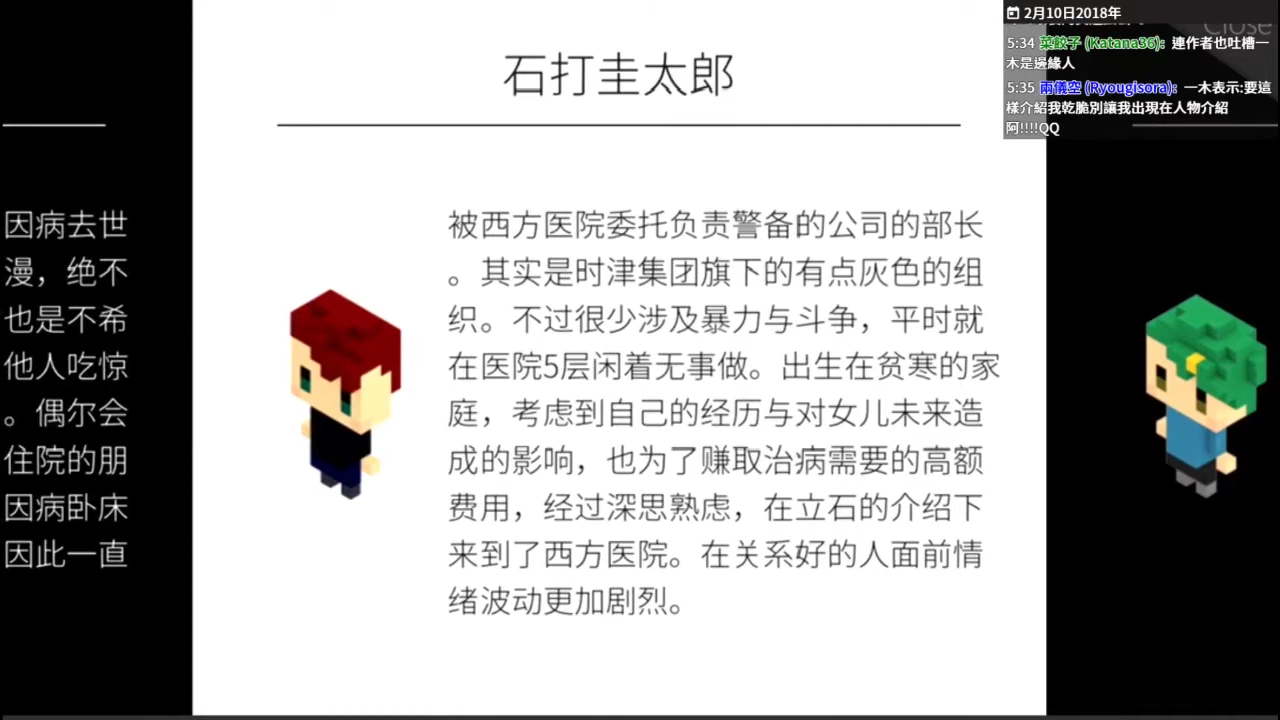 石打圭太郎
因病去世
漫，绝不
也是不希
他人吃惊
。偶尔会
住院的朋
因病卧床
因此一直
被西方医院委托负责警备的公司的部长
。其实是时津集团旗下的有点灰色的组
织。不过很少涉及暴力与斗争，平时就
在医院5层闲着无事做。出生在贫寒的家
庭，考虑到自己的经历与对女儿未来造
成的影响，也为了赚取治病需要的高额
费用，经过深思熟虑，在立石的介绍下
来到了西方医院。在关系好的人面前情
绪波动更加剧烈。
2月10日2018年
Close
5:34 菜餃子 (Katana36): 連作者也吐槽一
木是邊緣人
5:35 兩儀空 (Ryougisora): 一木表示:要這
樣介紹我乾脆別讓我出現在人物介紹
阿!!!!QQ